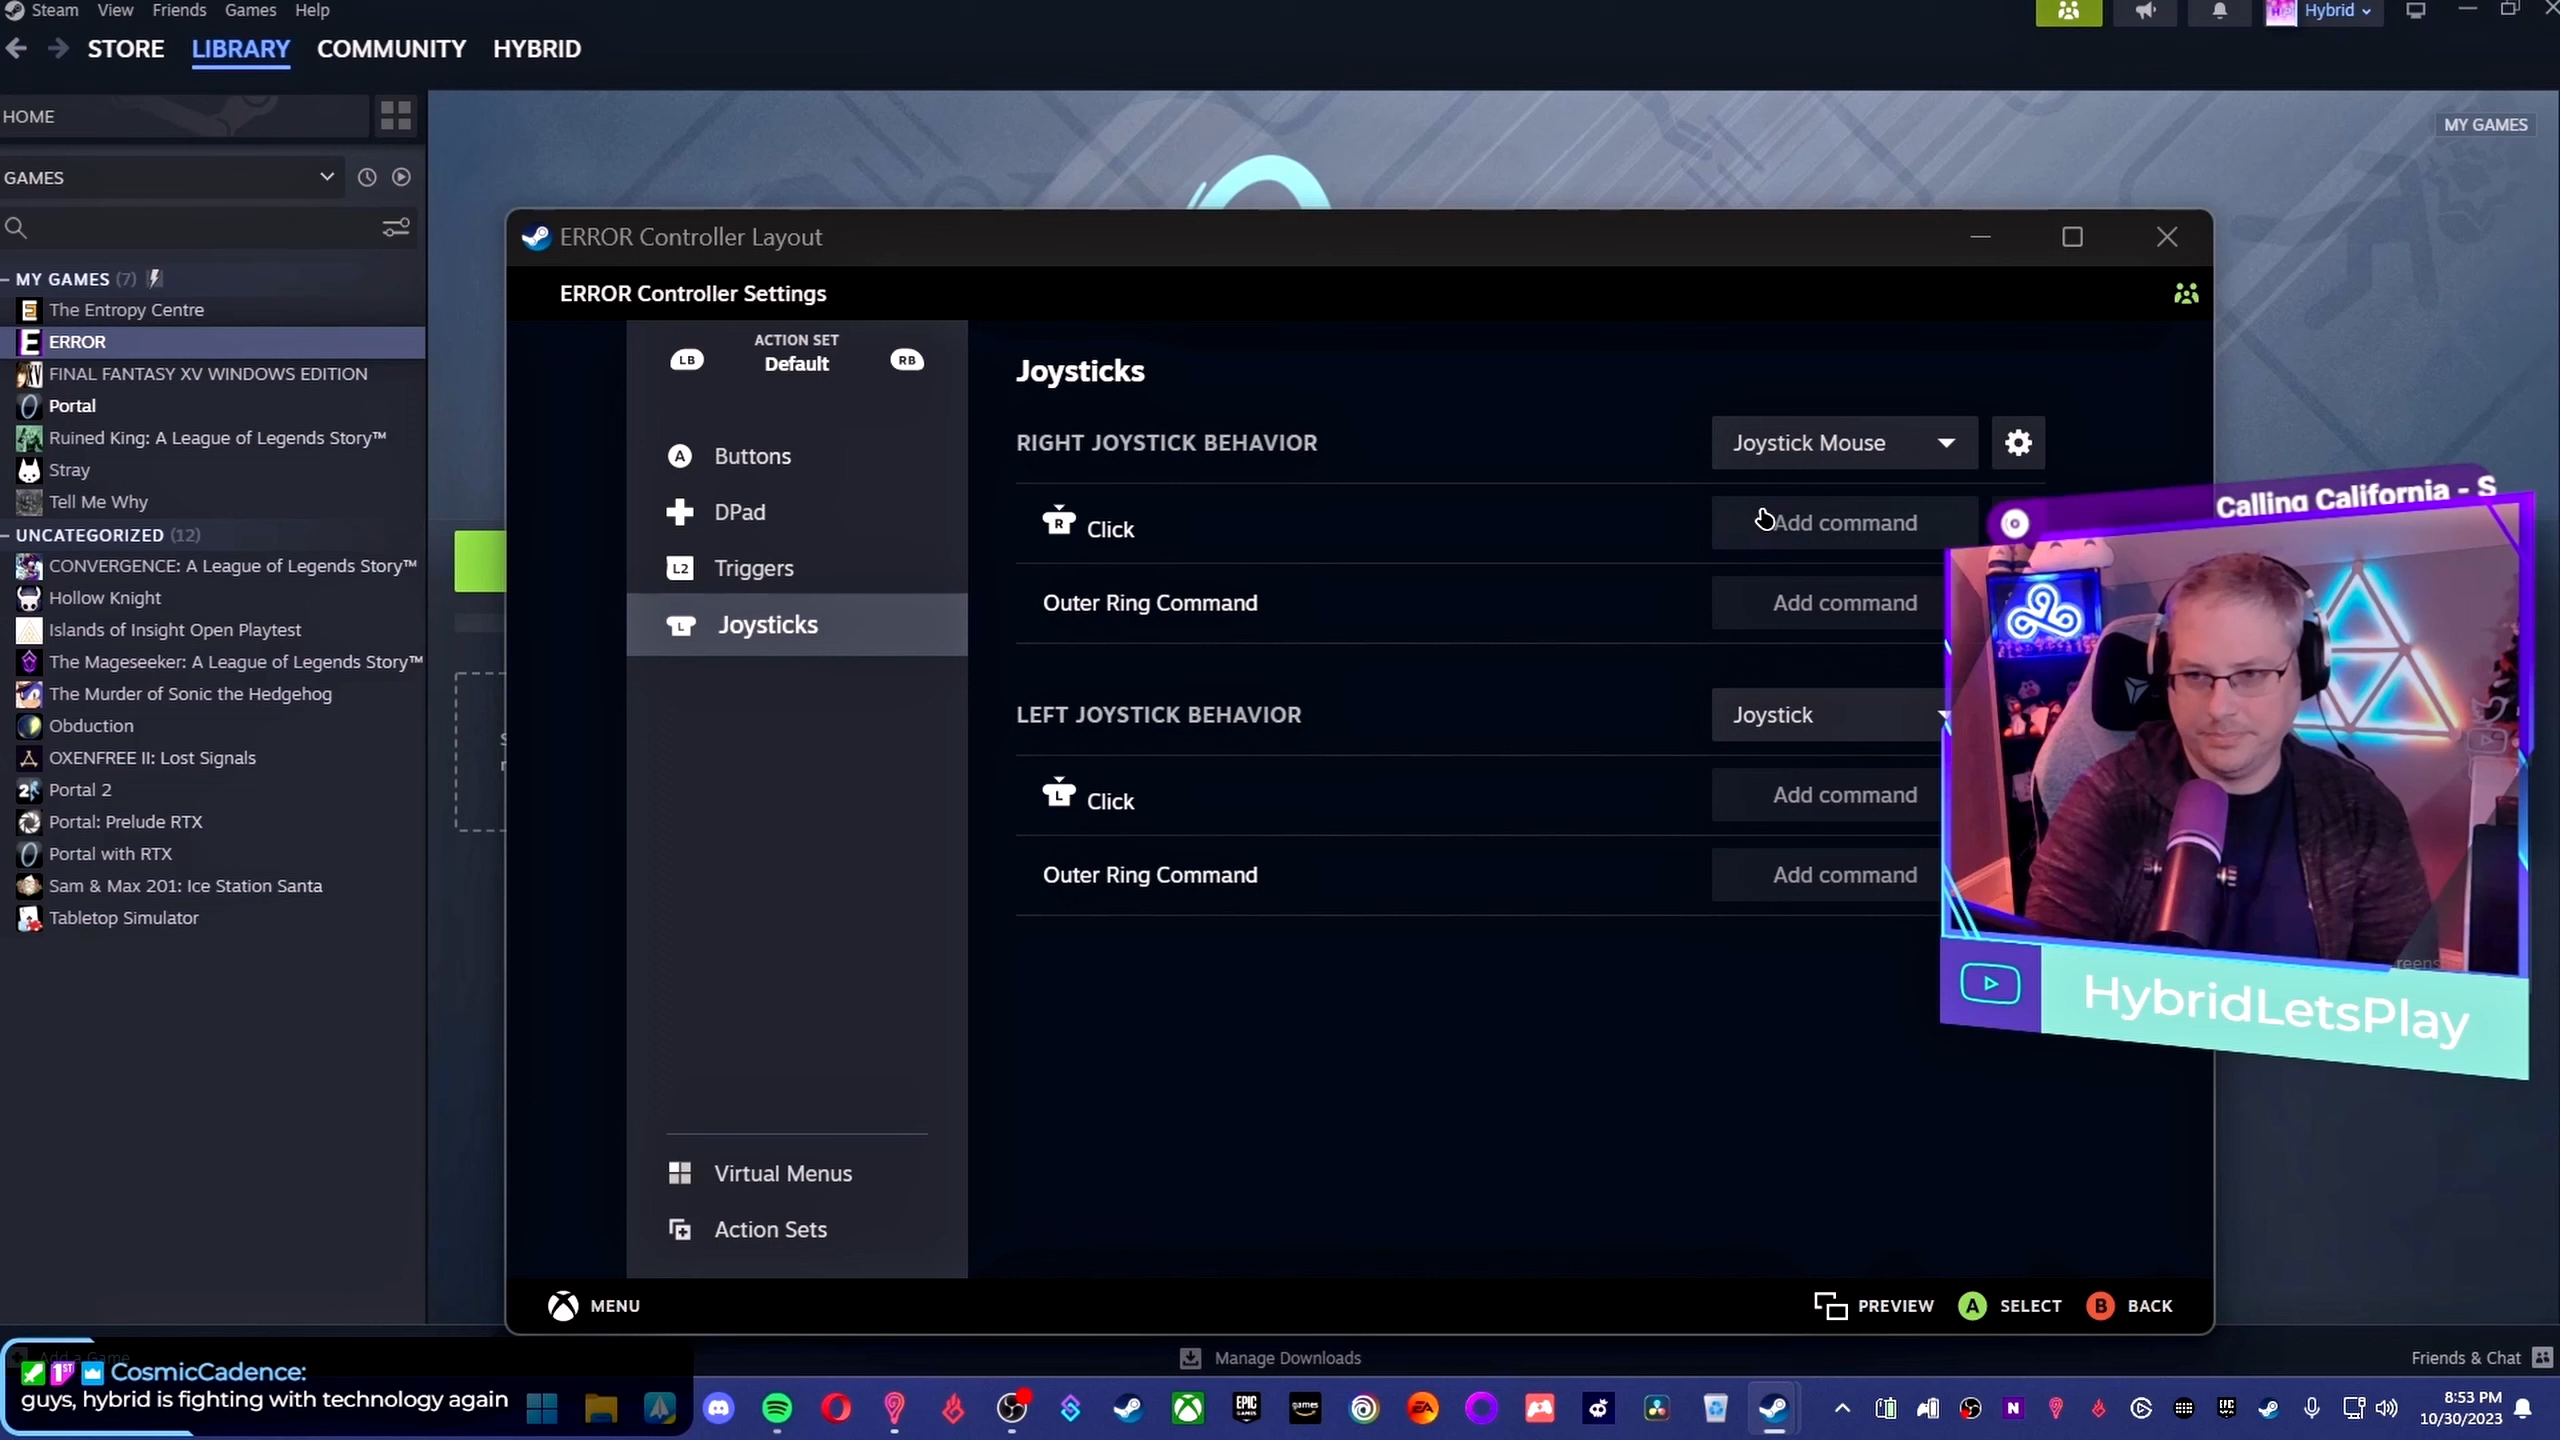 Steam View Friends Games Help
Hybrid
STORE LIBRARY COMMUNITY HYBRID
HOME
MY GAMES
GAMES
MY GAMES (7)
The Entropy Centre
ERROR
FINAL FANTASY XV WINDOWS EDITION
Portal
Ruined King: A League of Legends Story™
Stray
Tell Me Why
UNCATEGORIZED (12)
CONVERGENCE: A League of Legends Story™
Hollow Knight
Islands of Insight Open Playtest
The Mageseeker: A League of Legends Story™
The Murder of Sonic the Hedgehog
Obduction
OXENFREE II: Lost Signals
Portal 2
Portal: Prelude RTX
Portal with RTX
Sam & Max 201: Ice Station Santa
Tabletop Simulator
ERROR Controller Layout
ERROR Controller Settings
ACTION SET
LB Default RB
A Buttons
DPad
L2 Triggers
L Joysticks
Virtual Menus
Action Sets
Joysticks
RIGHT JOYSTICK BEHAVIOR Joystick Mouse
R Click Add command
Outer Ring Command Add command
LEFT JOYSTICK BEHAVIOR Joystick
L Click Add command
Outer Ring Command Add command
MENU PREVIEW A SELECT B BACK
Calling California - S
HybridLetsPlay
Add a Game
Manage Downloads
Friends & Chat
1ST CosmicCadence:
guys, hybrid is fighting with technology again
EPIC GAMES
games
EA
N
8:53 PM
10/30/2023